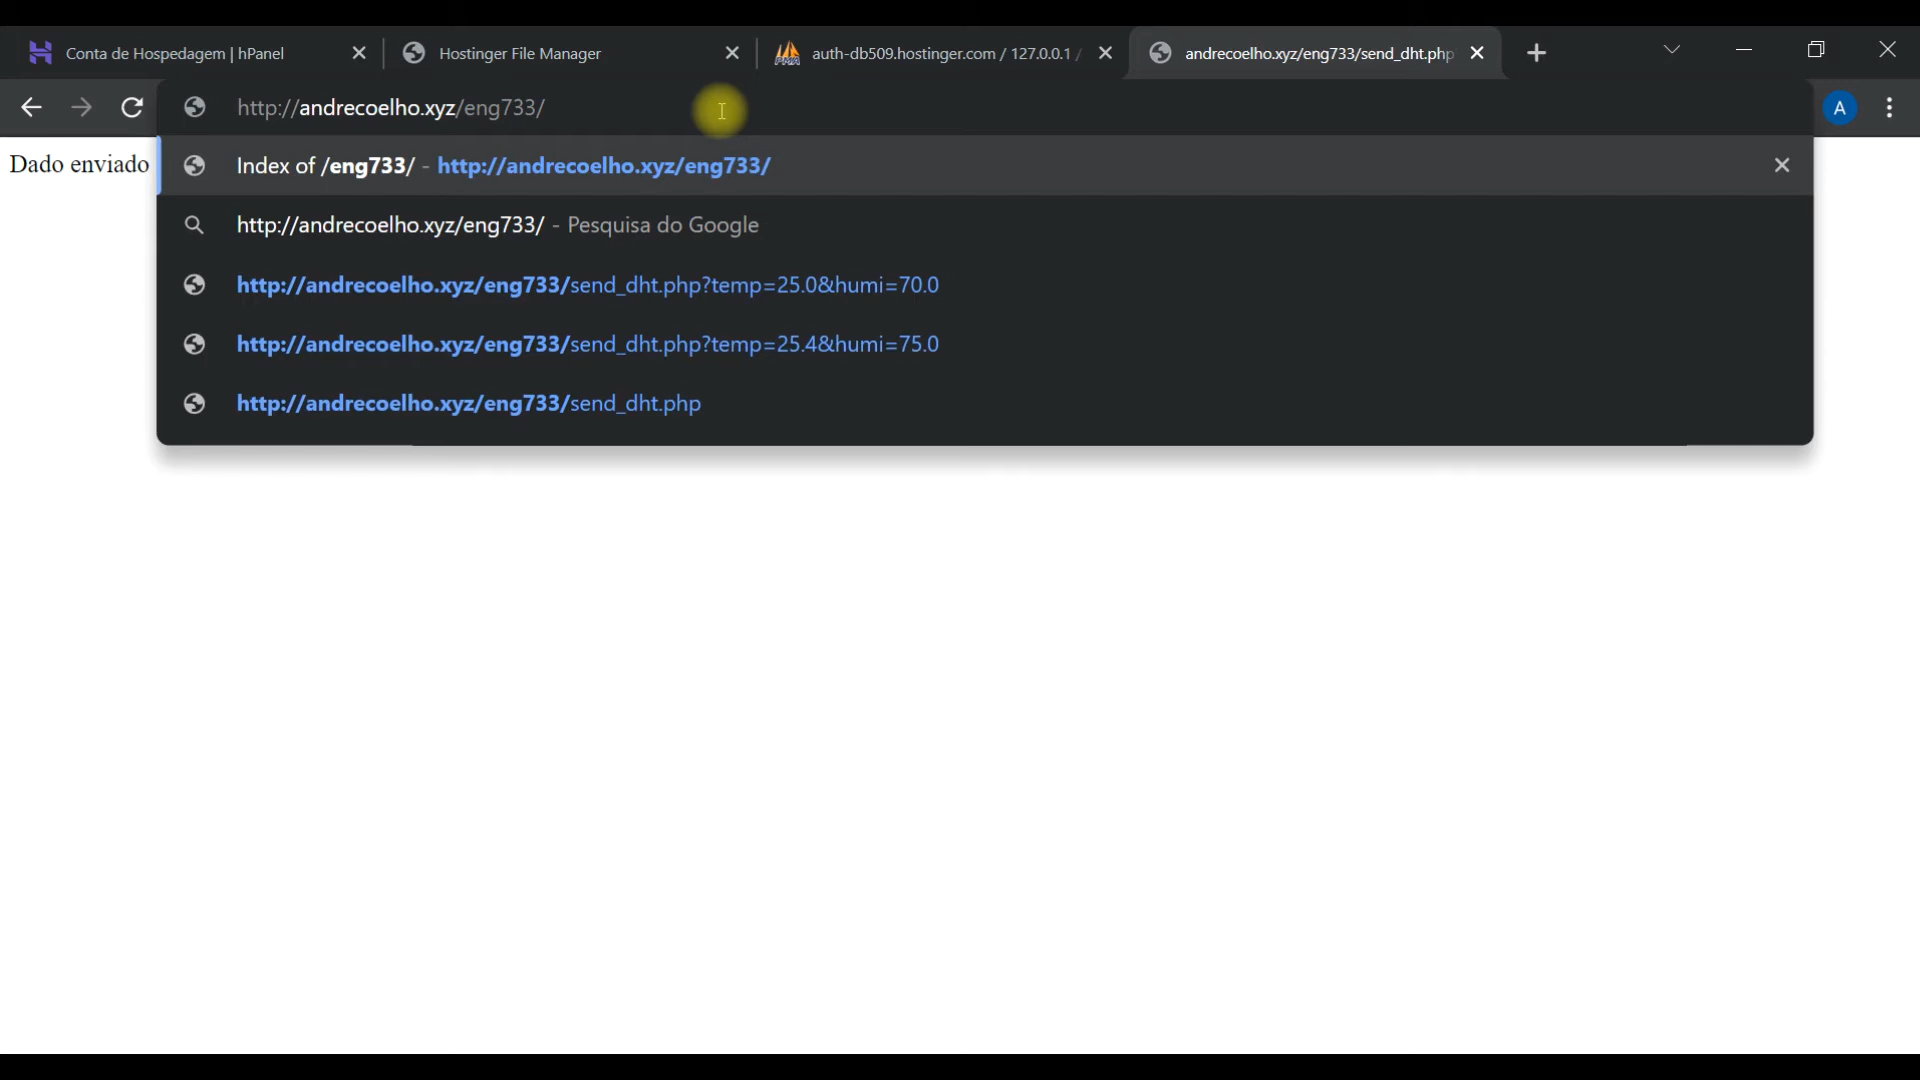 Conta de Hospedagem | hPanel
Hostinger File Manager
auth-db509.hostinger.com / 127.0.0.1 /
andrecoelho.xyz/eng733/send_dht.php
http://andrecoelho.xyz/eng733/
A
Dado enviado
Index of /eng733/ - http://andrecoelho.xyz/eng733/
http://andrecoelho.xyz/eng733/ - Pesquisa do Google
http://andrecoelho.xyz/eng733/send_dht.php?temp=25.0&humi=70.0
http://andrecoelho.xyz/eng733/send_dht.php?temp=25.4&humi=75.0
http://andrecoelho.xyz/eng733/send_dht.php